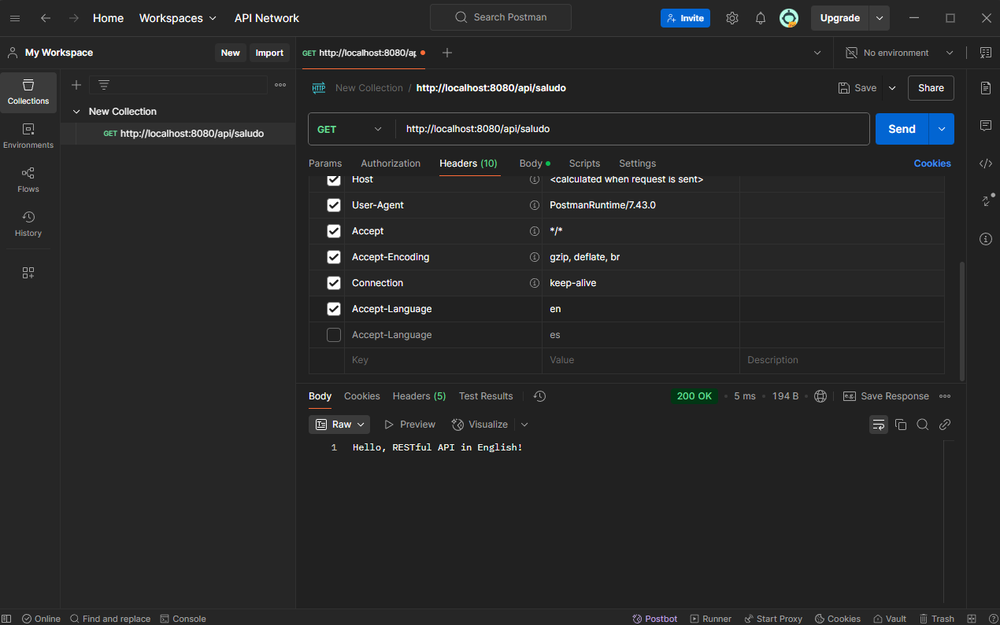 Home Workspaces API Network Search Postman Invite Upgrade
My Workspace New Import GET http://localhost:8080/ap No environment
Collections
Environments
Flows
History
New Collection
GET http://localhost:8080/api/saludo
HTTP New Collection / http://localhost:8080/api/saludo Save Share
GET http://localhost:8080/api/saludo Send
Params Authorization Headers (10) Body Scripts Settings Cookies
Host <calculated when request is sent>
User-Agent PostmanRuntime/7.43.0
Accept */*
Accept-Encoding gzip, deflate, br
Connection keep-alive
Accept-Language en
Accept-Language es
Key Value Description
Body Cookies Headers (5) Test Results 200 OK • 5 ms • 194 B • e.g. Save Response
Raw Preview Visualize
1 Hello, RESTful API in English!
Online Find and replace Console Postbot Runner Start Proxy Cookies Vault Trash